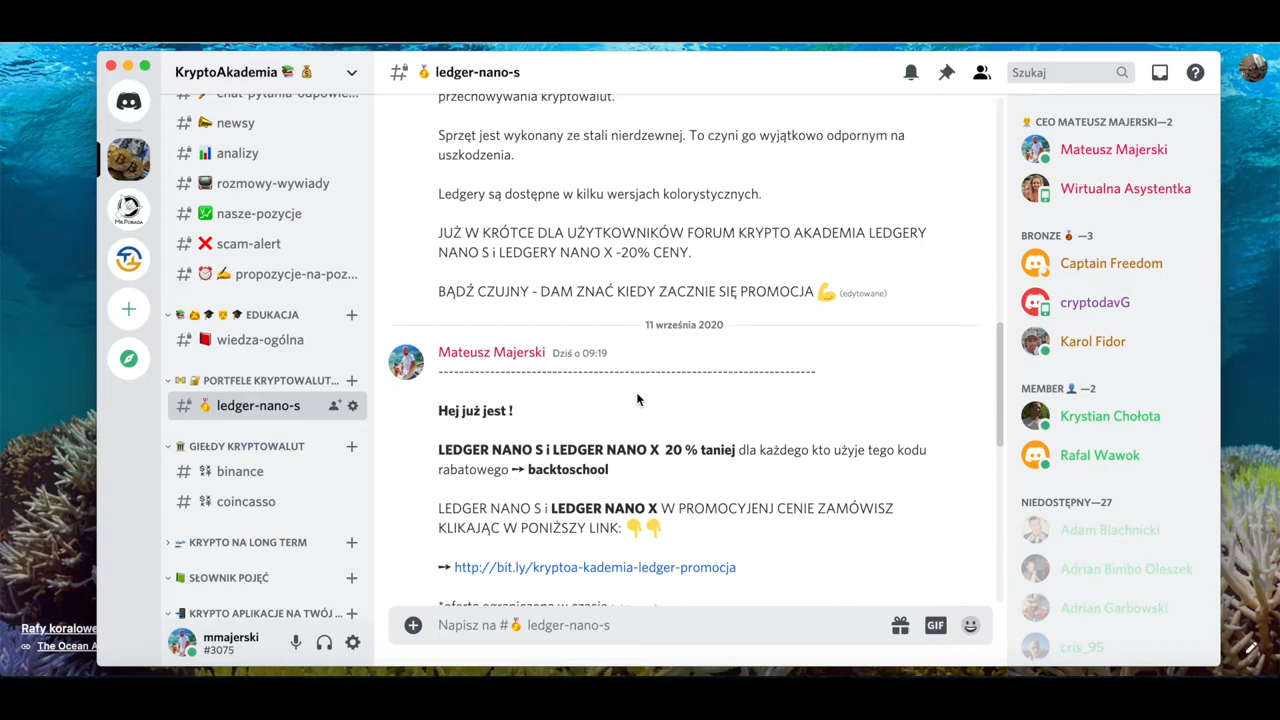 KryptoAkademia 📚 💰
chat-pytania-odpowie...
📣 newsy
📊 analizy
📺 rozmowy-wywiady
💹 nasze-pozycje
❌ scam-alert
⏰ ✍️ propozycje-na-poz...
EDUKACJA
📕 wiedza-ogólna
PORTFELE KRYPTOWALUT...
🥇 ledger-nano-s
🏛 GIEŁDY KRYPTOWALUT
💱 binance
💱 coincasso
KRYPTO NA LONG TERM
📗 SŁOWNIK POJĘĆ
📲 KRYPTO APLIKACJE NA TWÓJ ...
mmajerski
#3075
🥇 ledger-nano-s
Szukaj
przechowywania kryptowalut.
Sprzęt jest wykonany ze stali nierdzewnej. To czyni go wyjątkowo odpornym na
uszkodzenia.
Ledgery są dostępne w kilku wersjach kolorystycznych.
JUŻ W KRÓTCE DLA UŻYTKOWNIKÓW FORUM KRYPTO AKADEMIA LEDGERY
NANO S i LEDGERY NANO X -20% CENY.
BĄDŹ CZUJNY - DAM ZNAĆ KIEDY ZACZNIE SIĘ PROMOCJA 💪 (edytowane)
11 września 2020
Mateusz Majerski Dziś o 09:19
-------------------------------------------------------------------------
Hej już jest !
LEDGER NANO S i LEDGER NANO X 20 % taniej dla każdego kto użyje tego kodu
rabatowego ➙ backtoschool
LEDGER NANO S i LEDGER NANO X W PROMOCYJENJ CENIE ZAMÓWISZ
KLIKAJĄC W PONIŻSZY LINK: 👇👇
➙ http://bit.ly/kryptoa-kademia-ledger-promocja
*oferta ograniczona w czasie
Napisz na #🥇 ledger-nano-s
GIF
CEO MATEUSZ MAJERSKI—2
Mateusz Majerski
Wirtualna Asystentka
BRONZE 🥉 —3
Captain Freedom
cryptodavG
Karol Fidor
MEMBER 👤 —2
Krystian Chołota
Rafal Wawok
NIEDOSTĘPNY—27
Adam Blachnicki
Adrian Bimbo Oleszek
Adrian Garbowski
cris_95
MR.PORADA
Rafy koralowe
The Ocean A